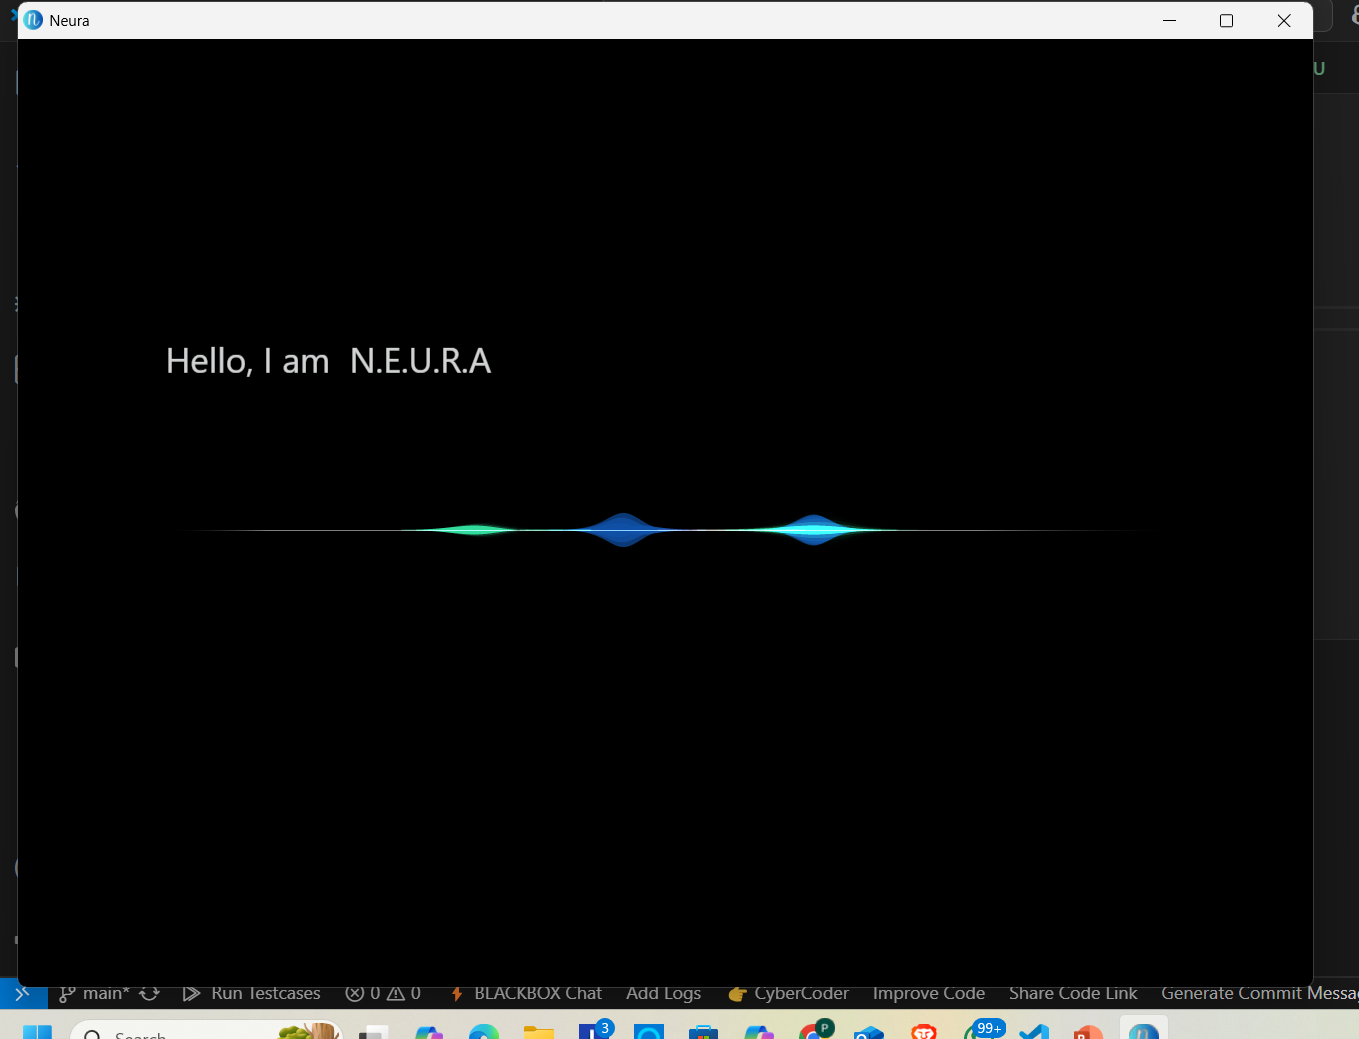 Neura
U
Hello, I am  N.E.U.R.A
main* Run Testcases 0 0 BLACKBOX Chat Add Logs CyberCoder Improve Code Share Code Link Generate Commit Messa
Search 3 P 99+